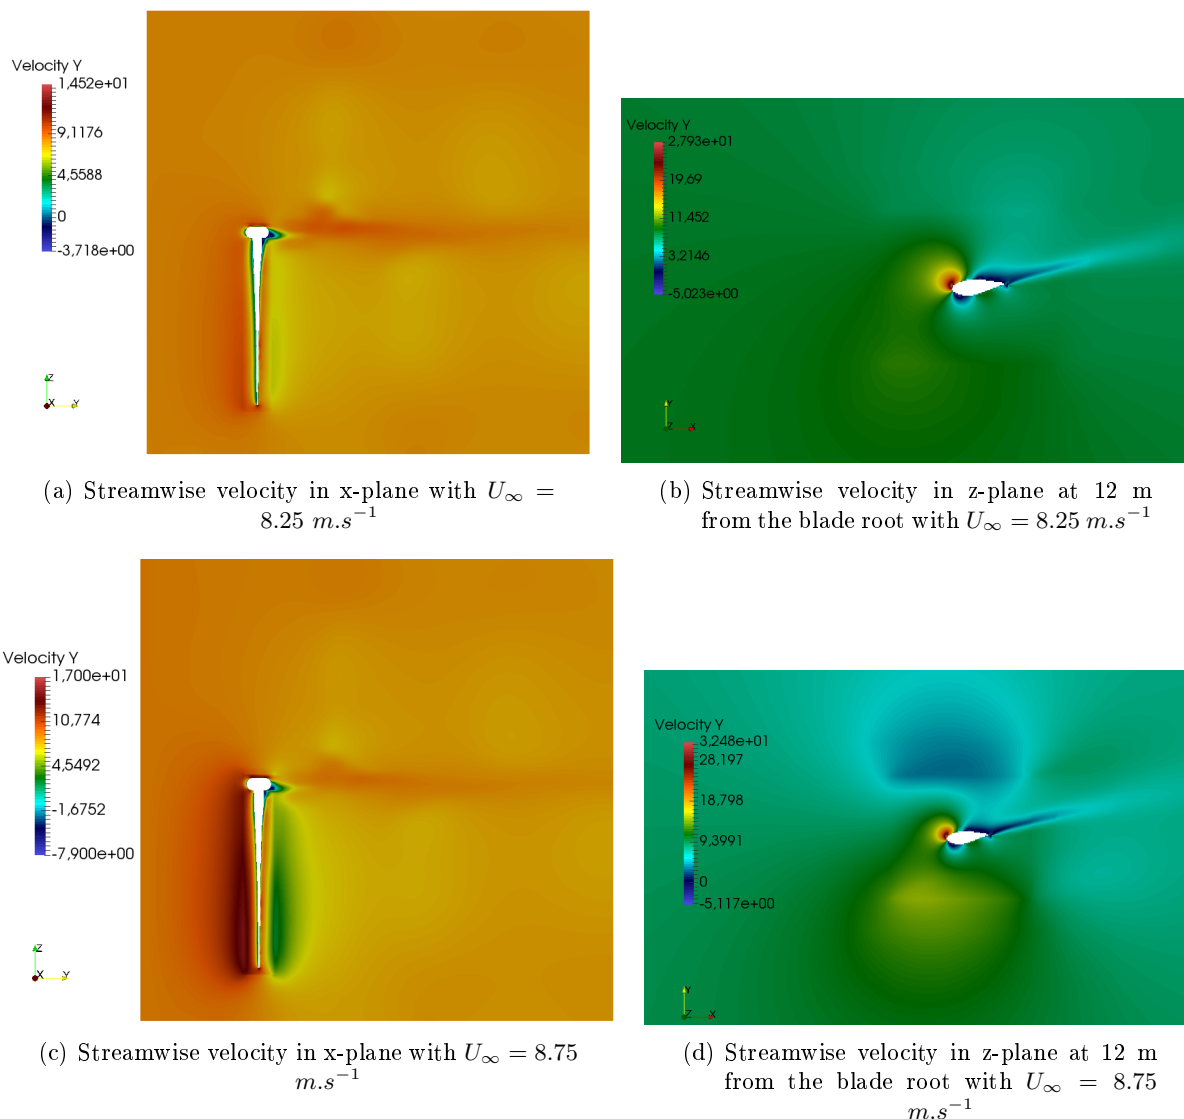 Velocity Y
1,452e+01
9,1176
4,5588
0
-3,718e+00
Z
X
Y
Velocity Y
2,793e+01
19,69
11,452
3,2146
-5,023e+00
Y
Z
X
(a) Streamwise velocity in x-plane with U∞ =
8.25 m.s⁻¹
(b) Streamwise velocity in z-plane at 12 m
from the blade root with U∞ = 8.25 m.s⁻¹
Velocity Y
1,700e+01
10,774
4,5492
-1,6752
-7,900e+00
Z
X
Y
Velocity Y
3,248e+01
28,197
18,798
9,3991
0
-5,117e+00
Y
Z
X
(c) Streamwise velocity in x-plane with U∞ = 8.75
m.s⁻¹
(d) Streamwise velocity in z-plane at 12 m
from the blade root with U∞ = 8.75
m.s⁻¹